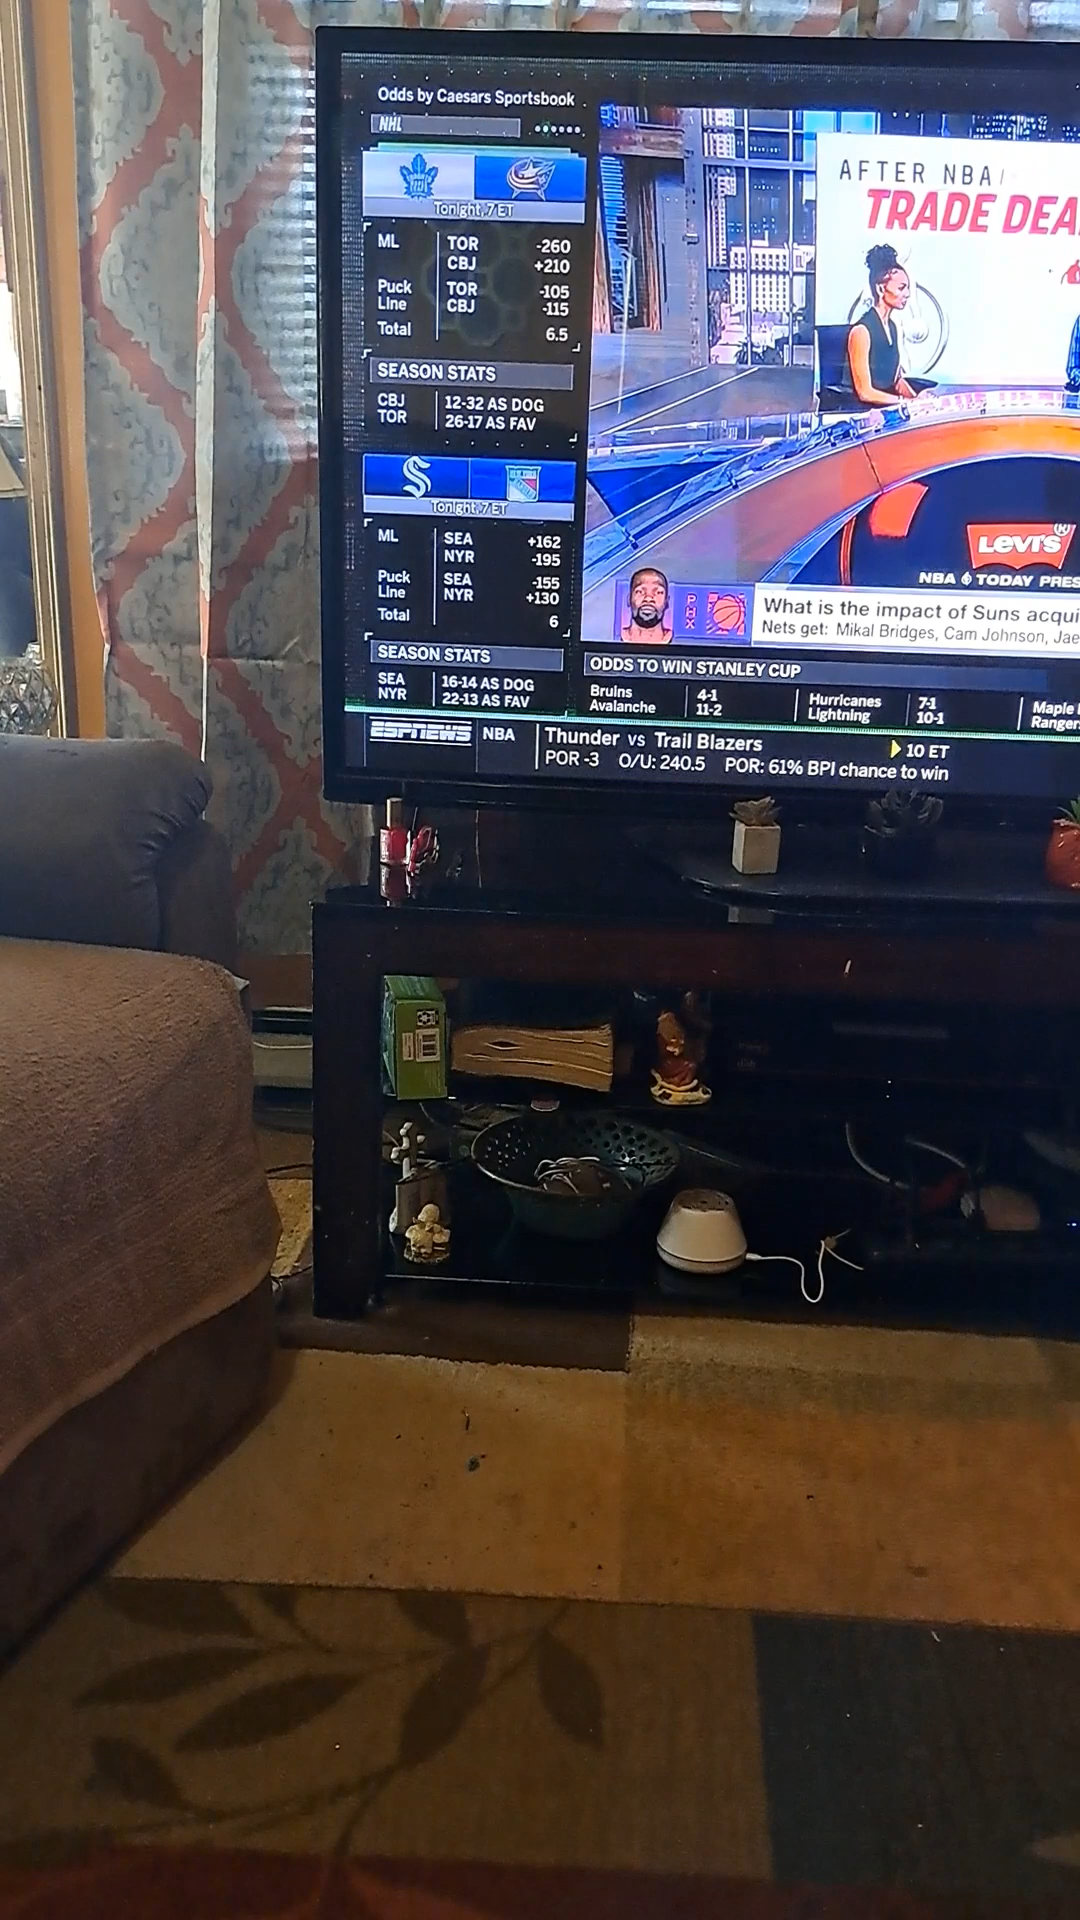 Odds by Caesars Sportsbook
NHL
TORONTO
Tonight, 7 ET
ML TOR -260
CBJ +210
Puck Line TOR -105
CBJ -115
Total 6.5
SEASON STATS
CBJ 12-32 AS DOG
TOR 26-17 AS FAV
NEW YORK
Tonight, 7 ET
ML SEA +162
NYR -195
Puck Line SEA -155
NYR +130
Total 6
SEASON STATS
SEA 16-14 AS DOG
NYR 22-13 AS FAV
AFTER NBA
TRADE DEA
LEVI'S®
NBA TODAY PRES
PHX
What is the impact of Suns acqui
Nets get: Mikal Bridges, Cam Johnson, Jae
ODDS TO WIN STANLEY CUP
Bruins 4-1 Hurricanes 7-1 Maple
Avalanche 11-2 Lightning 10-1 Ranger
ESPNEWS NBA Thunder vs Trail Blazers 10 ET
POR -3 O/U: 240.5 POR: 61% BPI chance to win